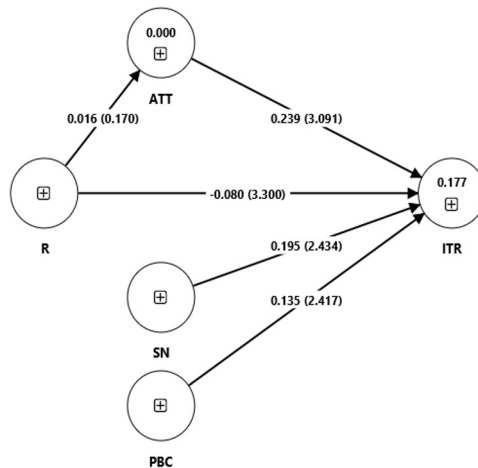 0.000
ATT
0.016 (0.170)
0.239 (3.091)
R
-0.080 (3.300)
0.177
ITR
0.195 (2.434)
SN
0.135 (2.417)
PBC